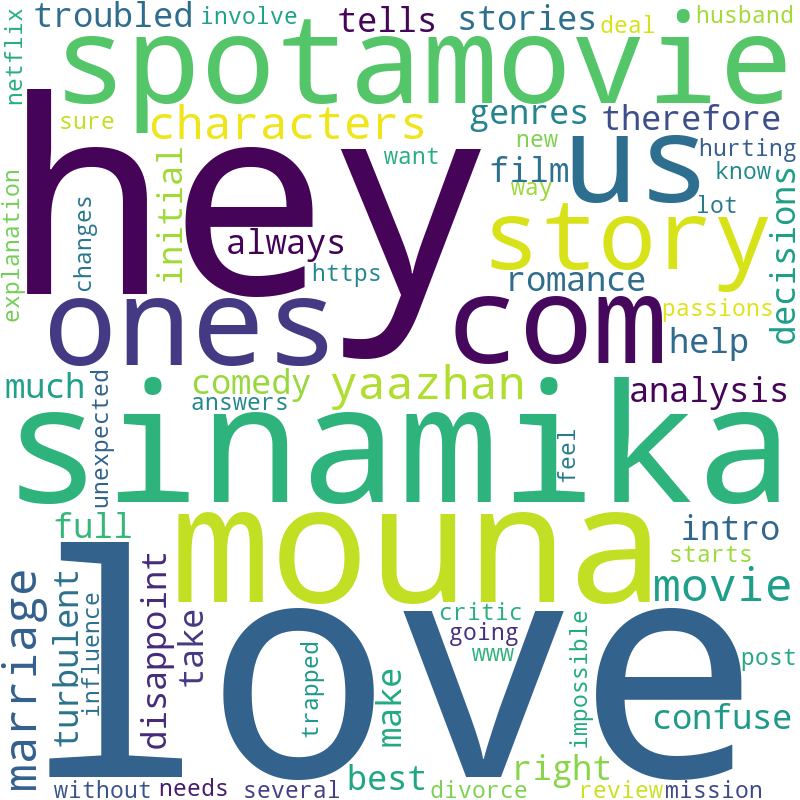 troubled involve tells stories deal husband
netflix
spotamovie
sure characters genres therefore
hey
want new film way us hurting know lot
explanation changes initial always https story decisions
romance passions
ones com help
much comedy yaazhan analysis
answers
unexpected sinamika feel
full mouna intro
starts
marriage turbulent influence disappoint take movie
love
critic going www
trapped make impossible post
confuse
best right
without needs several divorce review mission